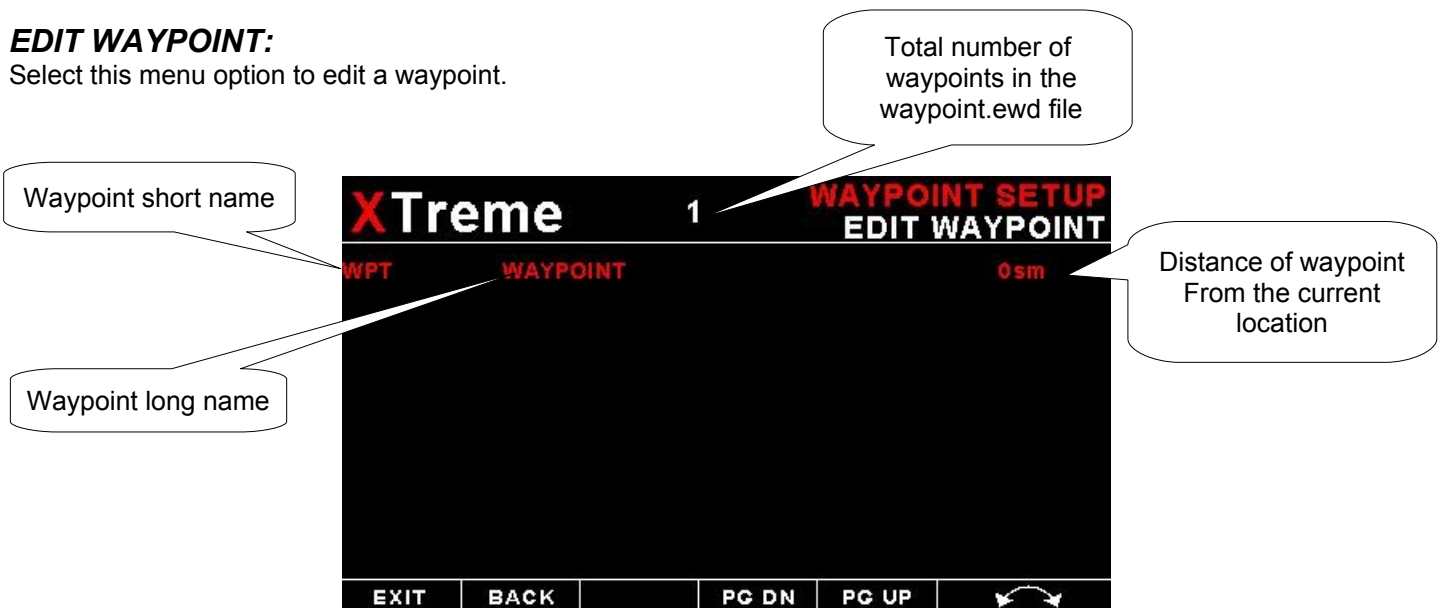 EDIT WAYPOINT:
Select this menu option to edit a waypoint.
Total number of
waypoints in the
waypoint.ewd file
Waypoint short name
XTreme 1 WAYPOINT SETUP
EDIT WAYPOINT
WPT WAYPOINT 0sm
Distance of waypoint
From the current
location
Waypoint long name
EXIT BACK PG DN PG UP